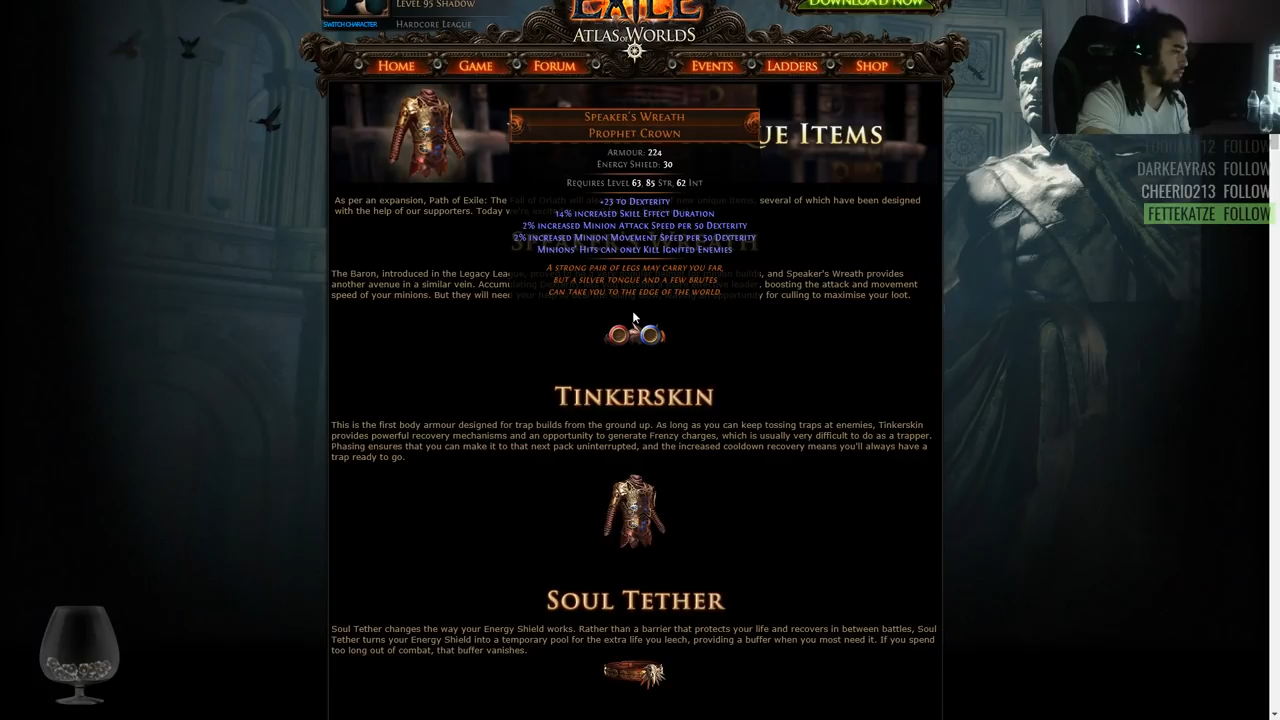 Level 95 Shadow
SWITCH CHARACTER
Hardcore League
EXILE
DOWNLOAD NOW
ATLAS OF WORLDS
HOME GAME FORUM EVENTS LADDERS SHOP
UE ITEMS
SPEAKER'S WREATH
PROPHET CROWN
ARMOUR: 224
ENERGY SHIELD: 30
REQUIRES LEVEL 63, 85 STR, 62 INT
+23 TO DEXTERITY
14% INCREASED SKILL EFFECT DURATION
2% INCREASED MINION ATTACK SPEED PER 50 DEXTERITY
2% INCREASED MINION MOVEMENT SPEED PER 50 DEXTERITY
MINIONS' HITS CAN ONLY KILL IGNITED ENEMIES
A STRONG PAIR OF LEGS MAY CARRY YOU FAR,
BUT A SILVER TONGUE AND A FEW BRUTES
CAN TAKE YOU TO THE EDGE OF THE WORLD.
As per an expansion, Path of Exile: The Fall of Oriath will new unique items, several of which have been designed
with the help of our supporters. Today
The Baron, introduced in the Legacy League, builds, and Speaker's Wreath provides
another avenue in a similar vein. leader, boosting the attack and movement
speed of your minions. But they will need opportunity for culling to maximise your loot.
TINKERSKIN
This is the first body armour designed for trap builds from the ground up. As long as you can keep tossing traps at enemies, Tinkerskin
provides powerful recovery mechanisms and an opportunity to generate Frenzy charges, which is usually very difficult to do as a trapper.
Phasing ensures that you can make it to that next pack uninterrupted, and the increased cooldown recovery means you'll always have a
trap ready to go.
SOUL TETHER
Soul Tether changes the way your Energy Shield works. Rather than a barrier that protects your life and recovers in between battles, Soul
Tether turns your Energy Shield into a temporary pool for the extra life you leech, providing a buffer when you most need it. If you spend
too long out of combat, that buffer vanishes.
FOLLOW
DARKEAYRAS FOLLOW
CHEERIO213 FOLLOW
FETTEKATZE FOLLOW